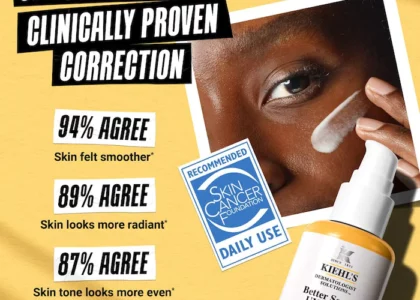 CLINICALLY PROVEN
CORRECTION
94% AGREE
Skin felt smoother*
89% AGREE
Skin looks more radiant*
87% AGREE
Skin tone looks more even*
RECOMMENDED
SKIN
CANCER
FOUNDATION
DAILY USE
KIEHL'S
DERMATOLOGIST
SOLUTIONS
Better